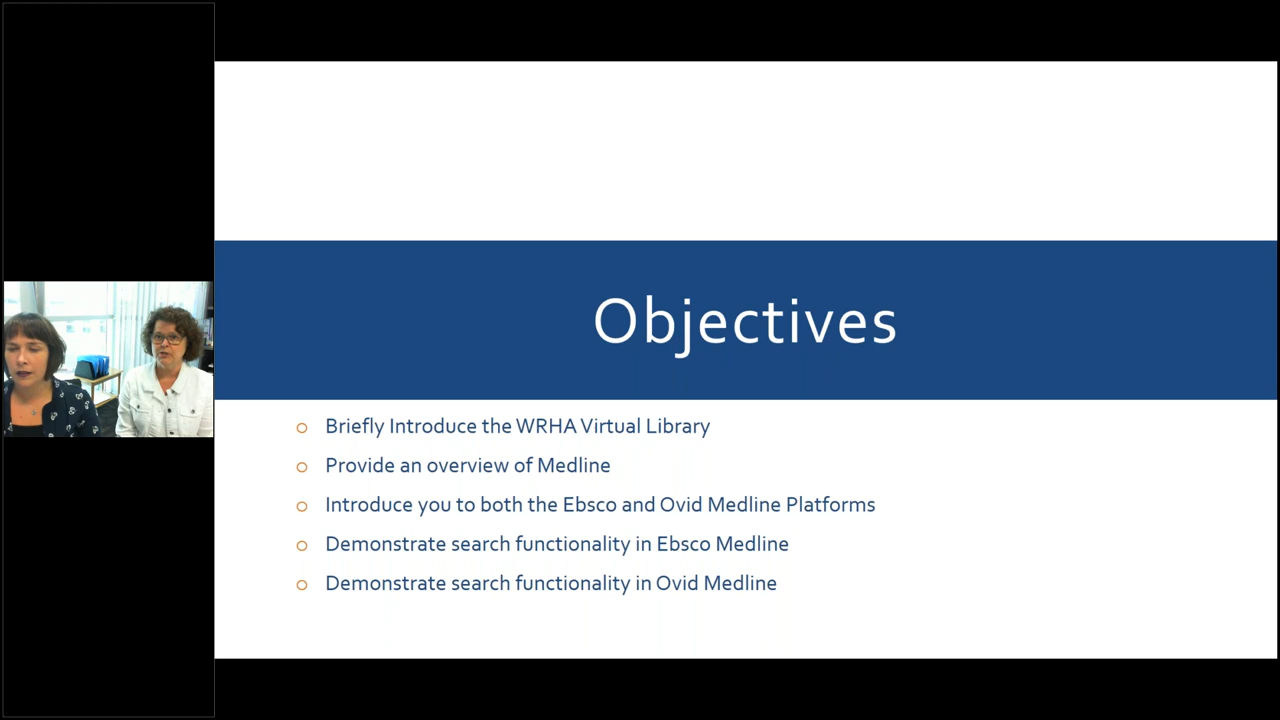 Objectives
Briefly Introduce the WRHA Virtual Library
Provide an overview of Medline
Introduce you to both the Ebsco and Ovid Medline Platforms
Demonstrate search functionality in Ebsco Medline
Demonstrate search functionality in Ovid Medline